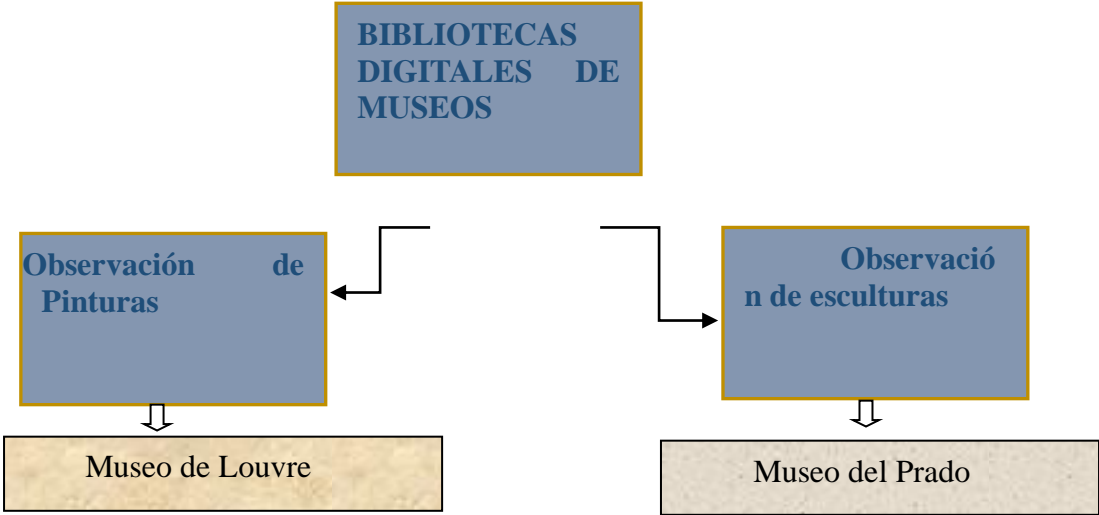 BIBLIOTECAS
DIGITALES DE
MUSEOS
Observación de
Pinturas
Observació
n de esculturas
Museo de Louvre
Museo del Prado